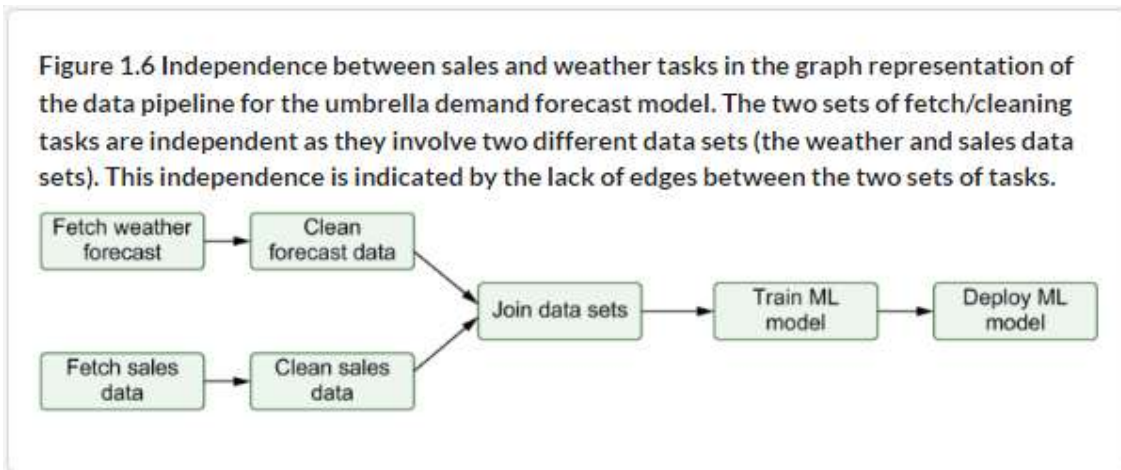 Figure 1.6 Independence between sales and weather tasks in the graph representation of
the data pipeline for the umbrella demand forecast model. The two sets of fetch/cleaning
tasks are independent as they involve two different data sets (the weather and sales data
sets). This independence is indicated by the lack of edges between the two sets of tasks.
Fetch weather
forecast
Clean
forecast data
Join data sets
Train ML
model
Deploy ML
model
Fetch sales
data
Clean sales
data